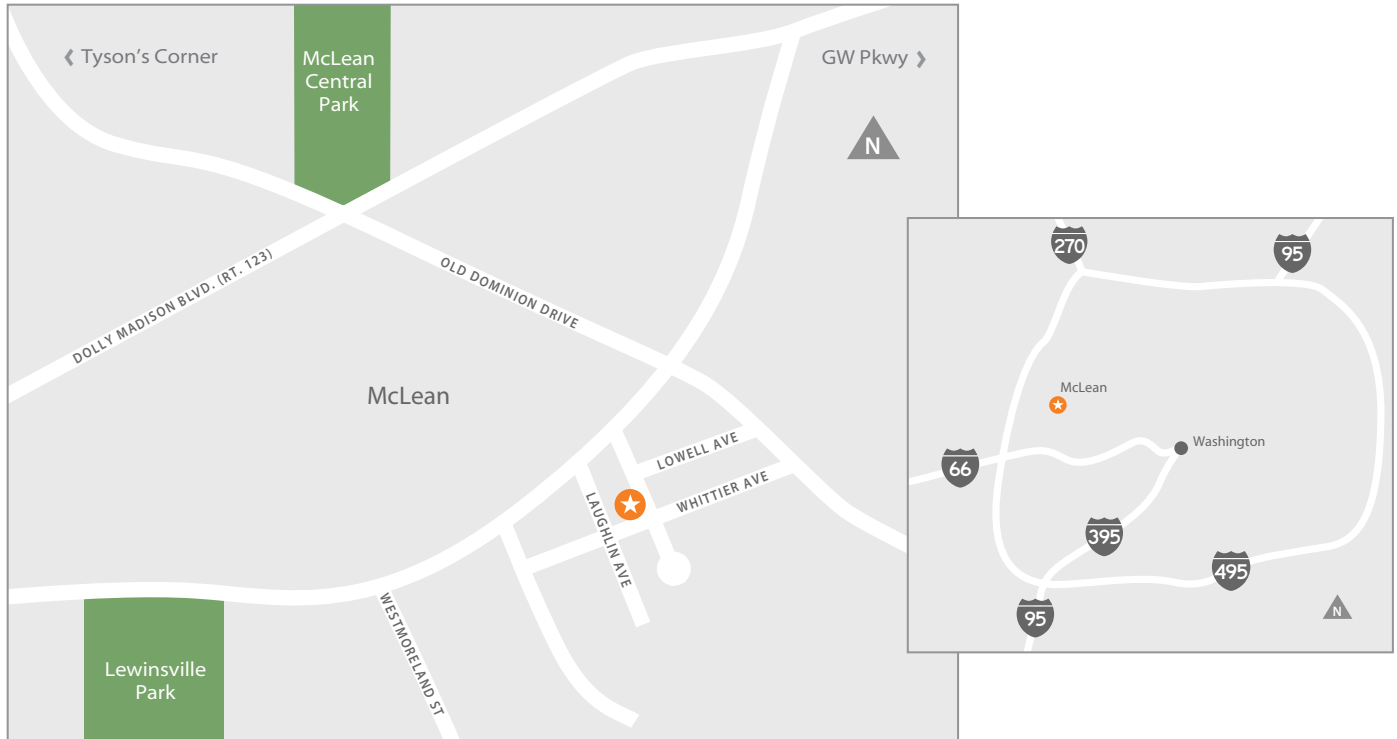 Tyson's Corner
McLean
Central
Park
GW Pkwy
N
DOLLY MADISON BLVD. (RT. 123)
OLD DOMINION DRIVE
McLean
LOWELL AVE
WHITTIER AVE
LAUGHLIN AVE
WESTMORELAND ST
Lewinsville
Park
270
95
McLean
Washington
66
395
495
95
N